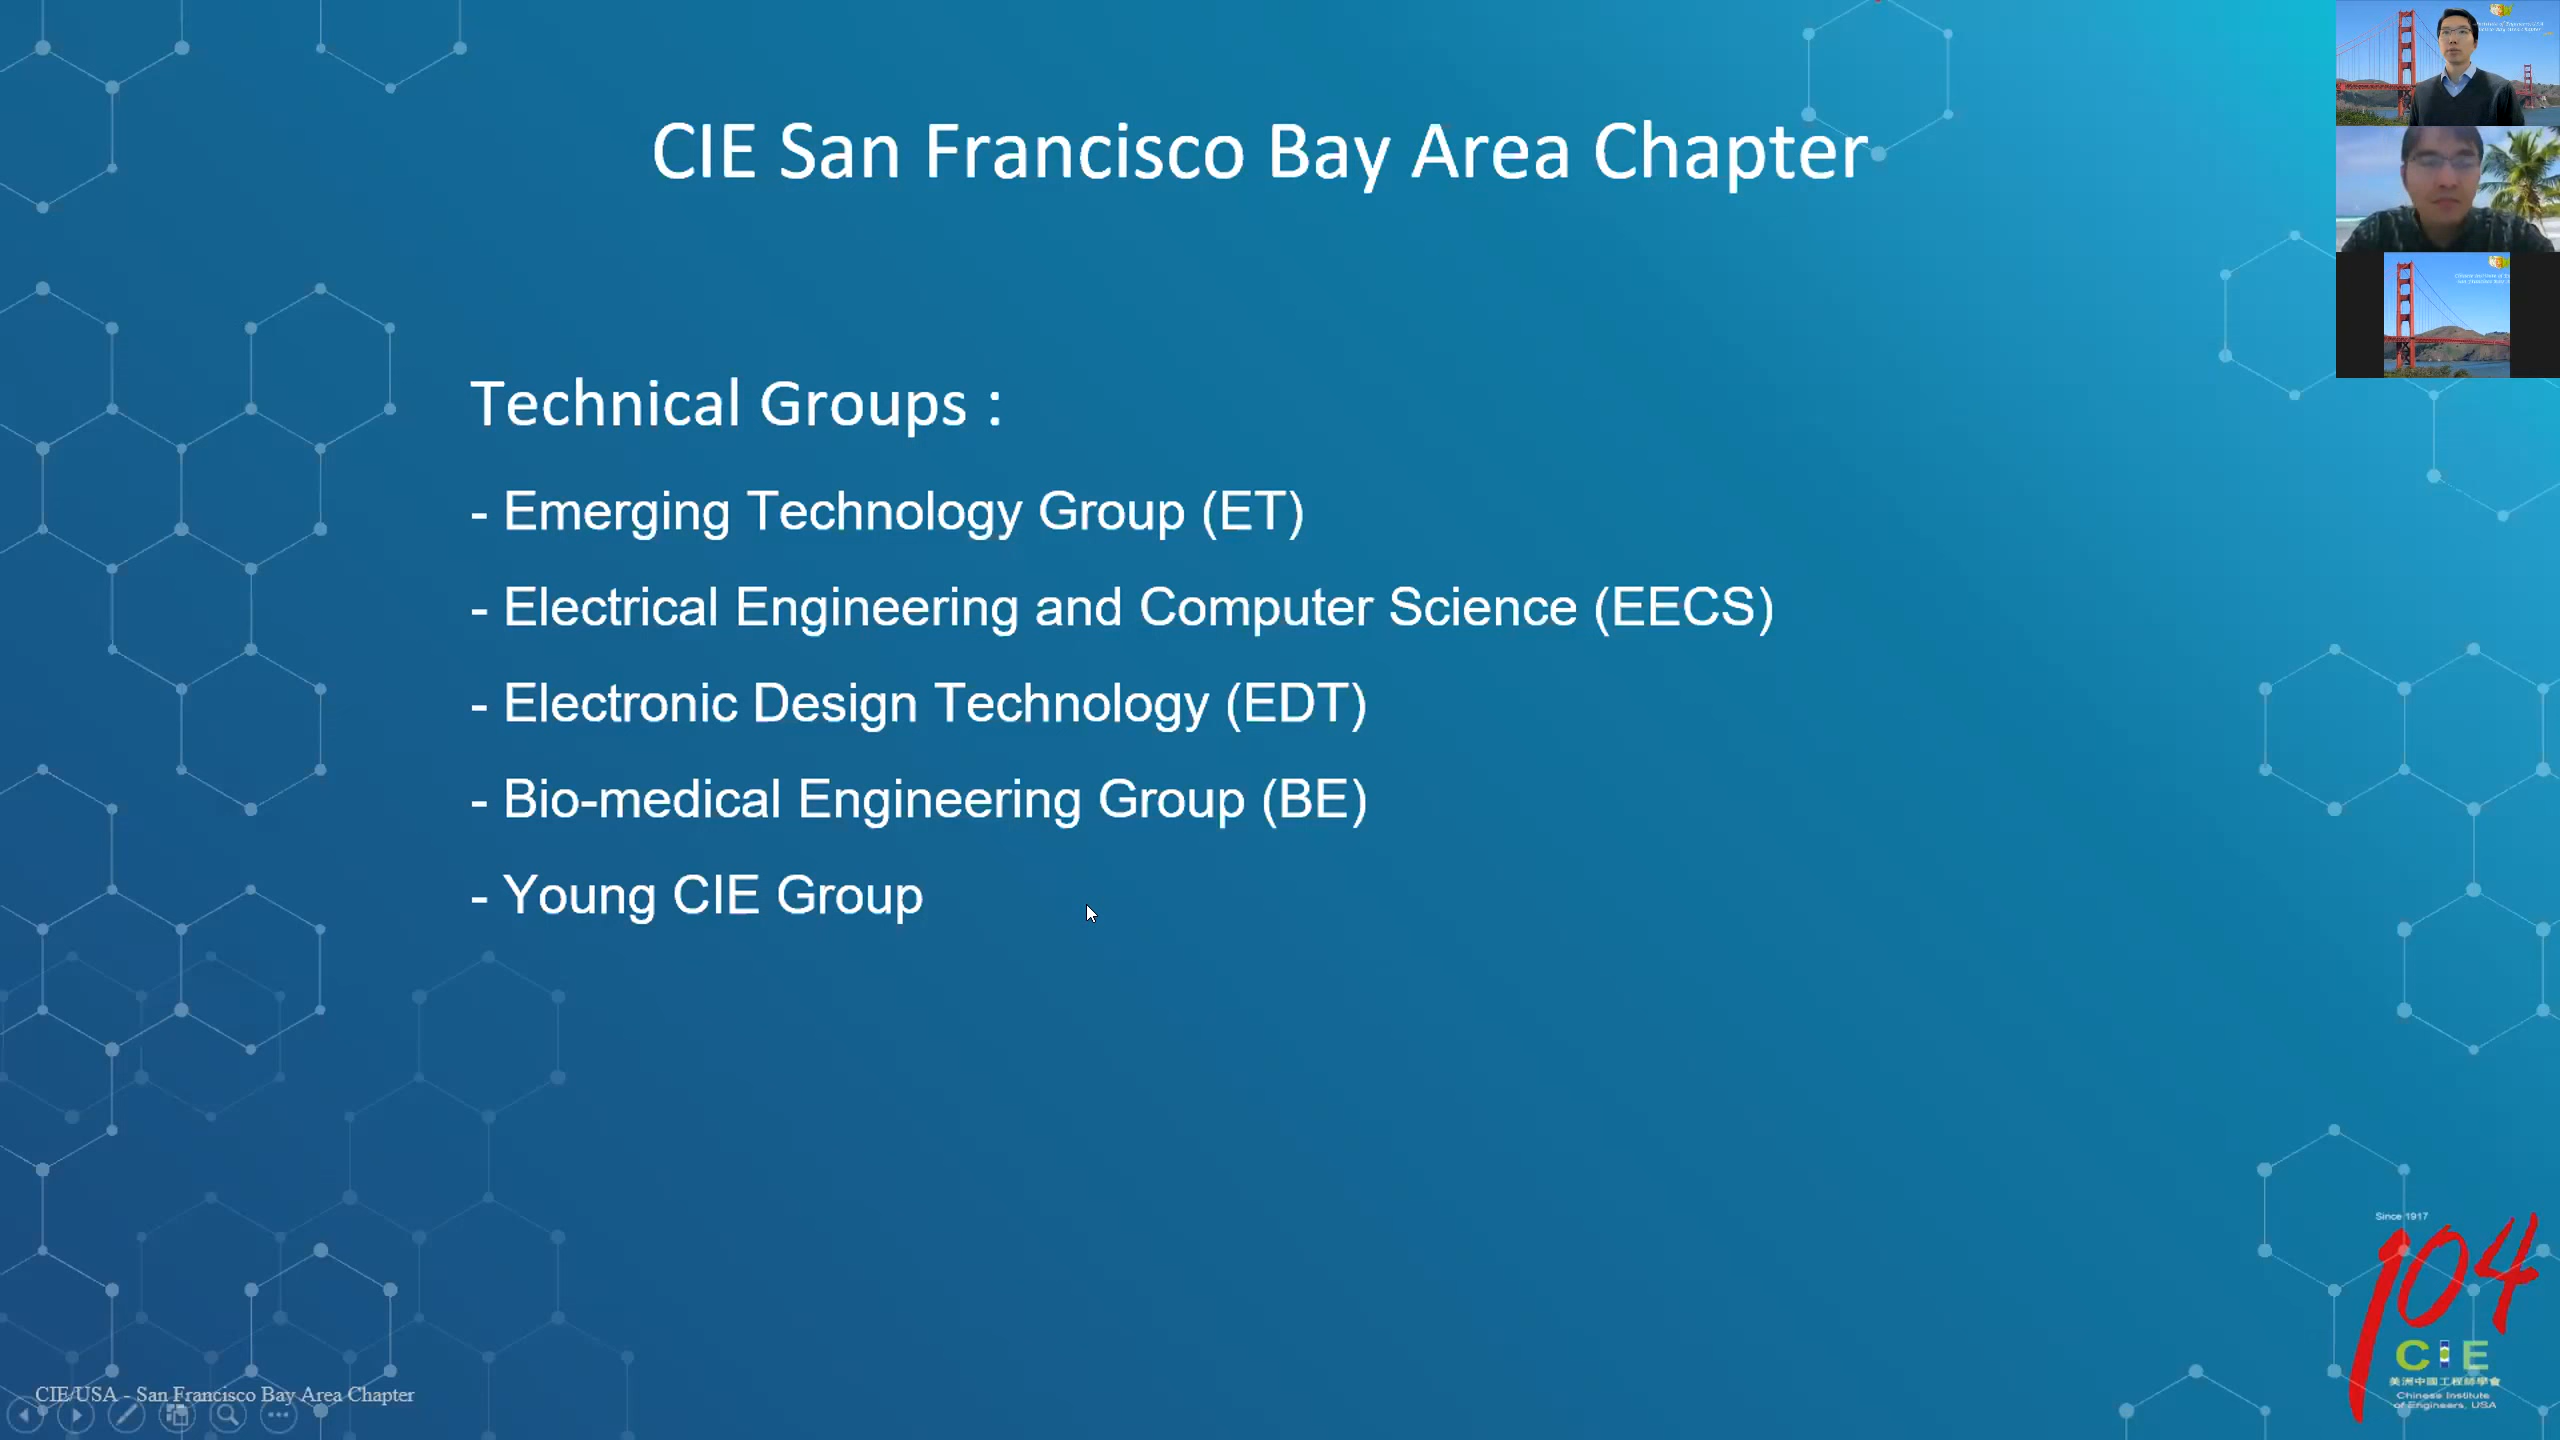 CIE San Francisco Bay Area Chapter
Technical Groups :
- Emerging Technology Group (ET)
- Electrical Engineering and Computer Science (EECS)
- Electronic Design Technology (EDT)
- Bio-medical Engineering Group (BE)
- Young CIE Group
Since 1917
104
CIE
美洲中國工程師學會
Chinese Institute
of Engineers, USA
CIE/USA - San Francisco Bay Area Chapter